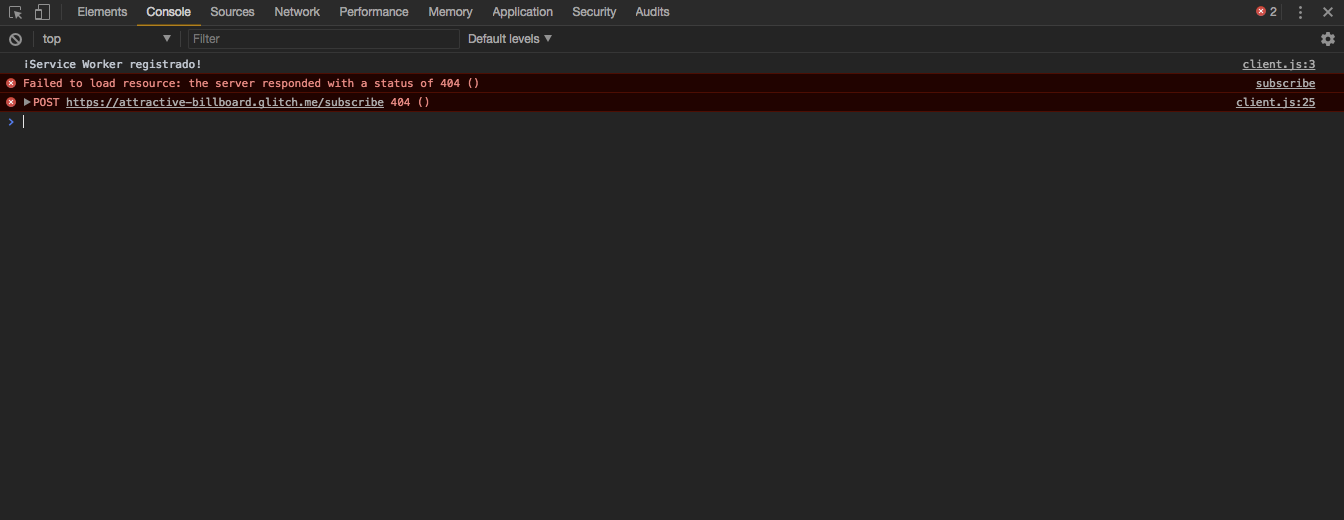 Elements Console Sources Network Performance Memory Application Security Audits 2
top Filter Default levels
¡Service Worker registrado! client.js:3
Failed to load resource: the server responded with a status of 404 () subscribe
POST https://attractive-billboard.glitch.me/subscribe 404 () client.js:25